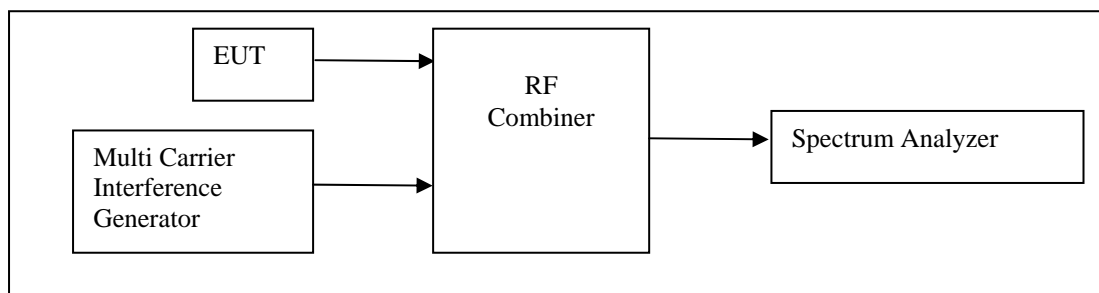 EUT
RF
Combiner
Multi Carrier
Interference
Generator
Spectrum Analyzer